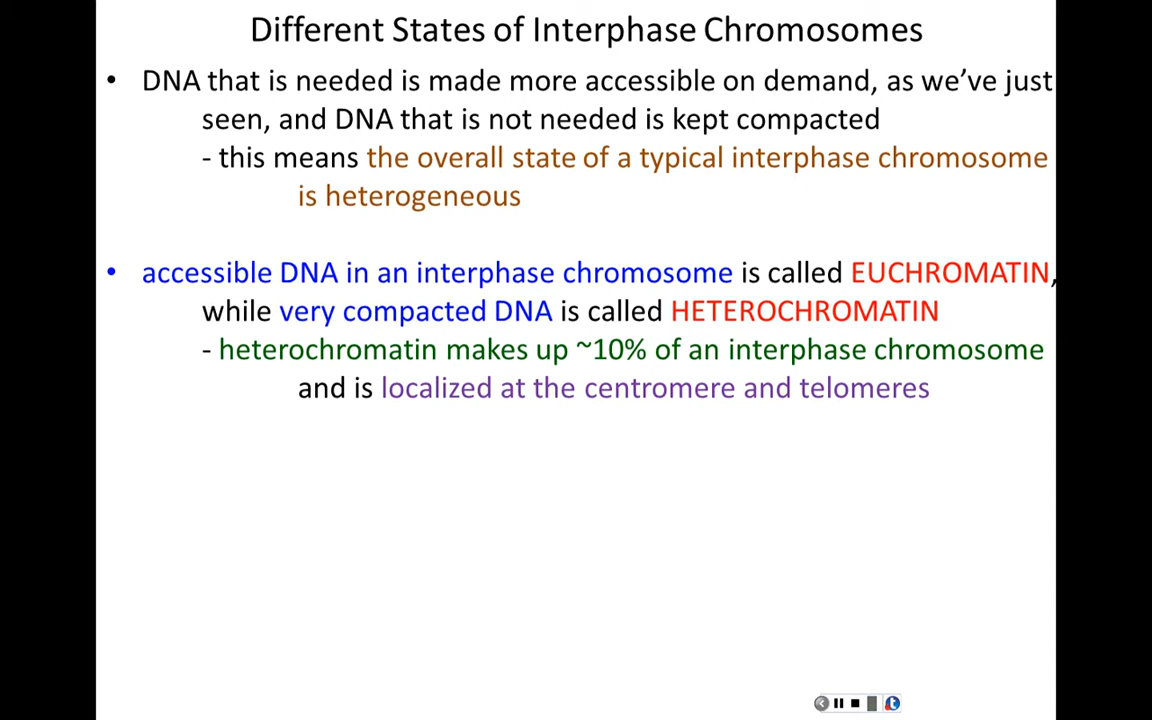 Different States of Interphase Chromosomes
• DNA that is needed is made more accessible on demand, as we’ve just
seen, and DNA that is not needed is kept compacted
- this means the overall state of a typical interphase chromosome
is heterogeneous
• accessible DNA in an interphase chromosome is called EUCHROMATIN,
while very compacted DNA is called HETEROCHROMATIN
- heterochromatin makes up ~10% of an interphase chromosome
and is localized at the centromere and telomeres